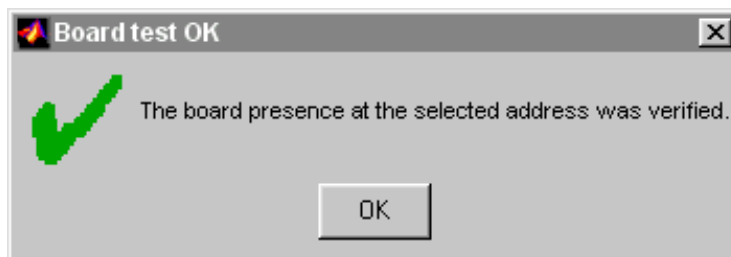 Board test OK
The board presence at the selected address was verified.
OK